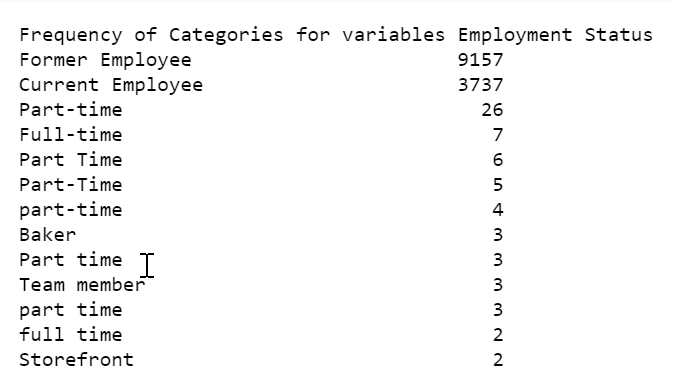 Frequency of Categories for variables Employment Status
Former Employee 9157
Current Employee 3737
Part-time 26
Full-time 7
Part Time 6
Part-Time 5
part-time 4
Baker 3
Part time 3
Team member 3
part time 3
full time 2
Storefront 2